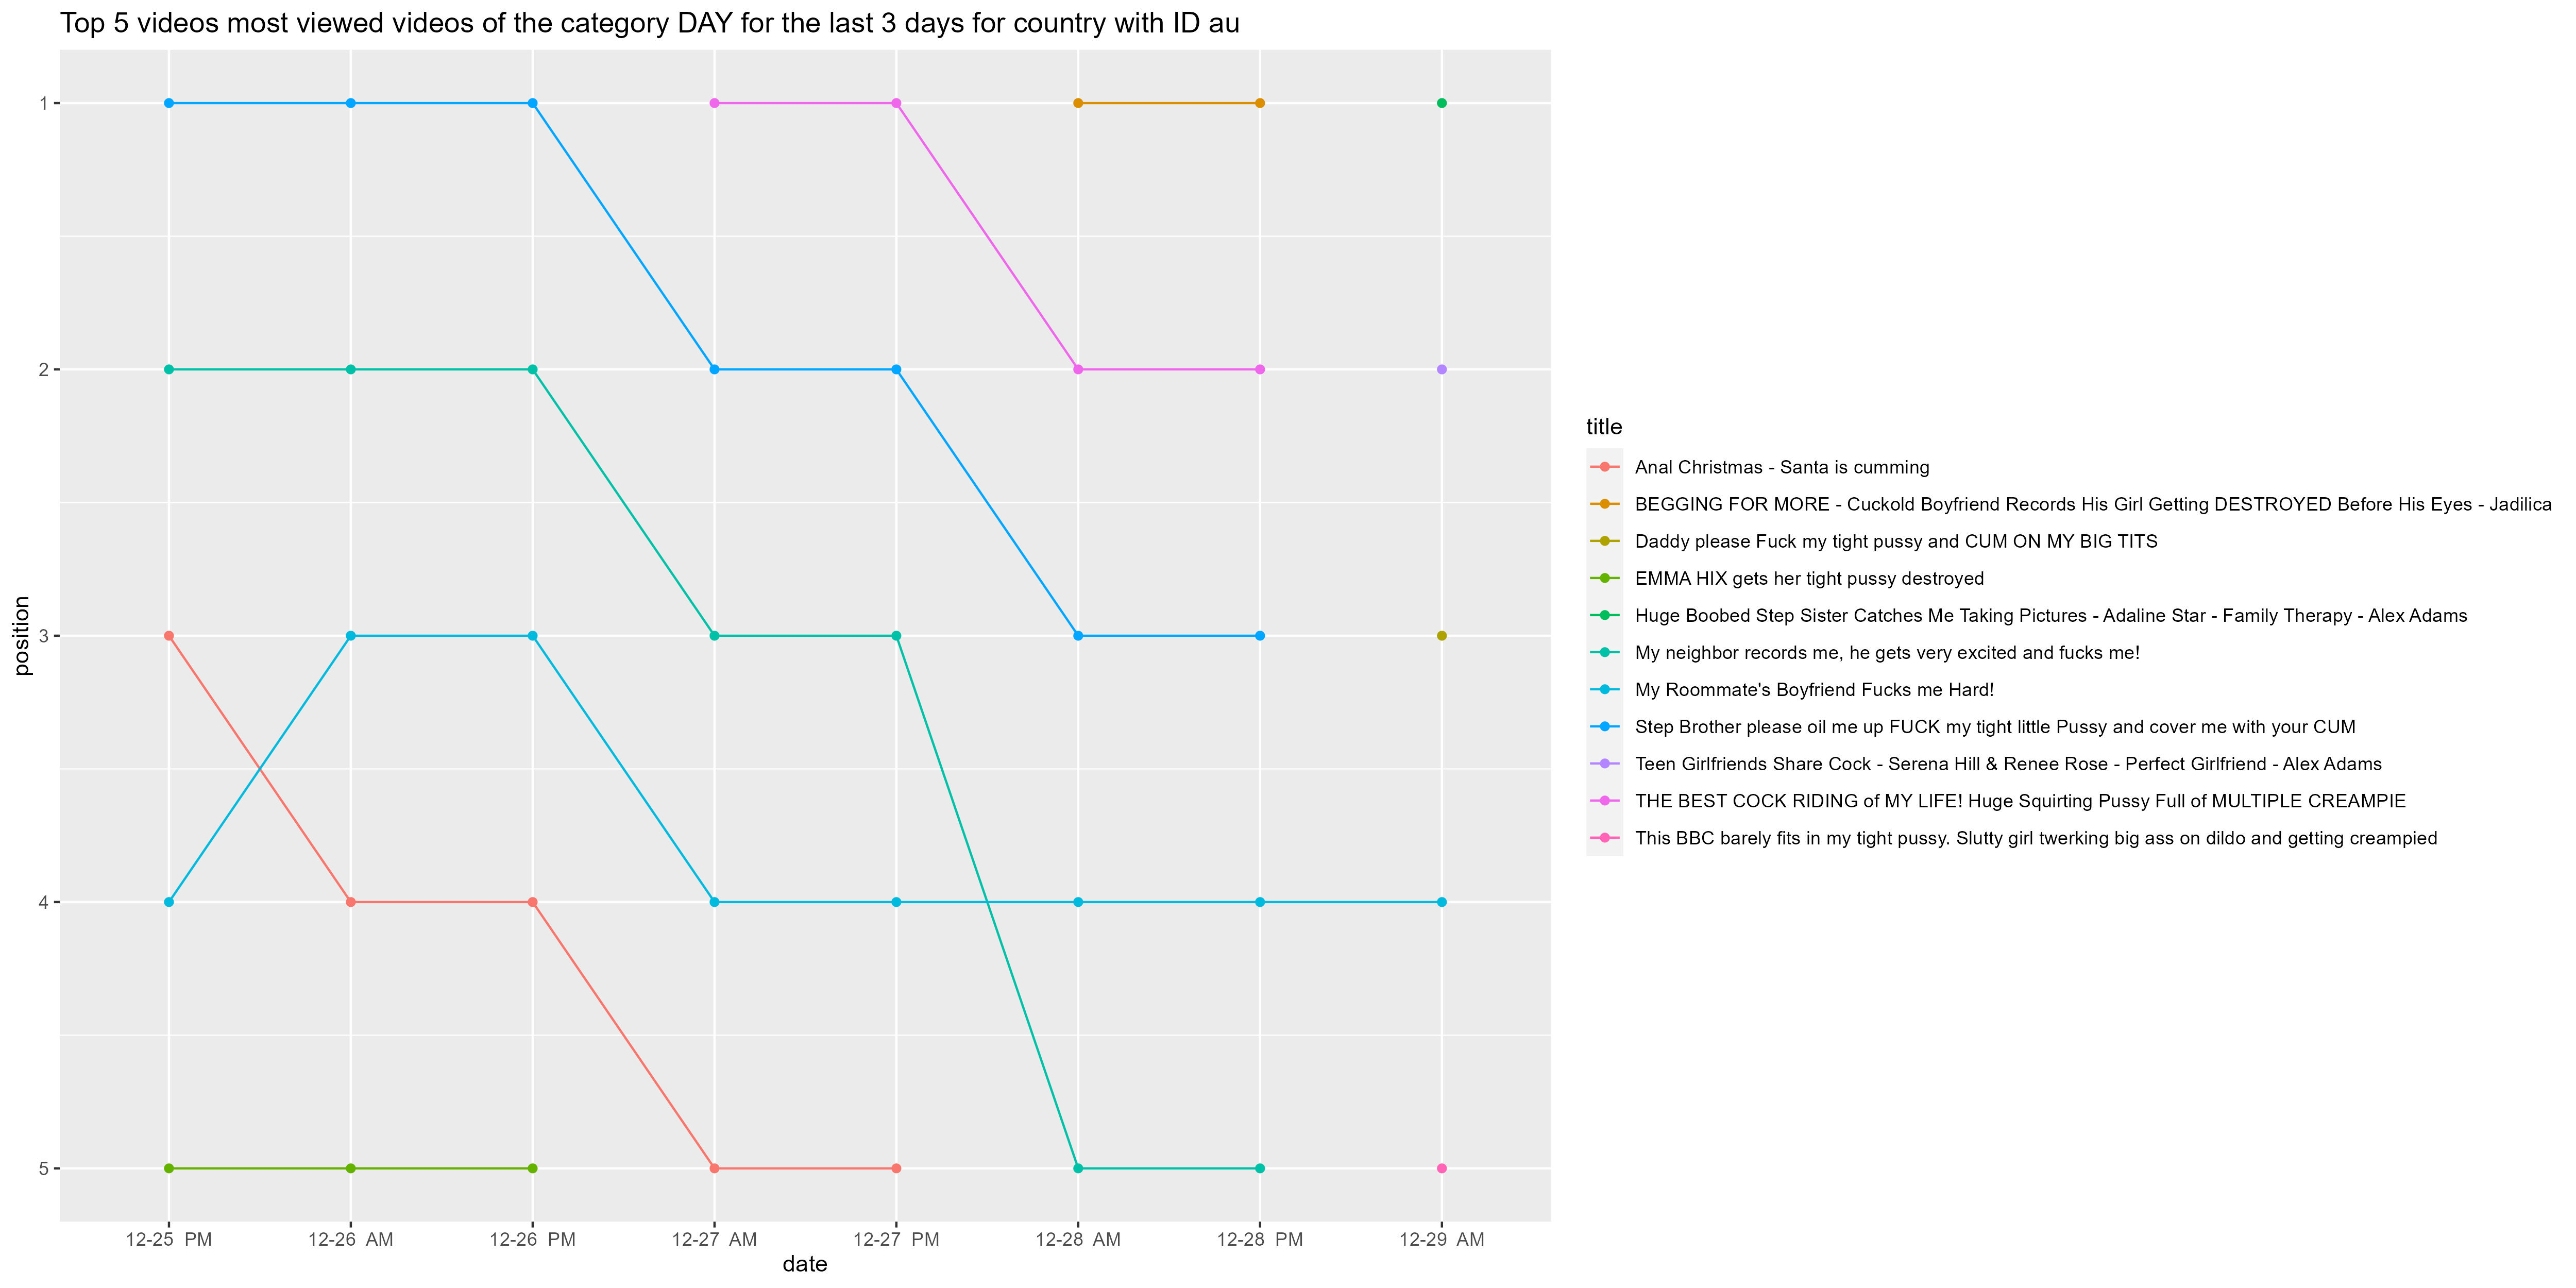 Top 5 videos most viewed videos of the category DAY for the last 3 days for country with ID au
1
2
3
4
5
position
12-25 PM
12-26 AM
12-26 PM
12-27 AM
12-27 PM
12-28 AM
12-28 PM
12-29 AM
date
title
Anal Christmas - Santa is cumming
BEGGING FOR MORE - Cuckold Boyfriend Records His Girl Getting DESTROYED Before His Eyes - Jadilica
Daddy please Fuck my tight pussy and CUM ON MY BIG TITS
EMMA HIX gets her tight pussy destroyed
Huge Boobed Step Sister Catches Me Taking Pictures - Adaline Star - Family Therapy - Alex Adams
My neighbor records me, he gets very excited and fucks me!
My Roommate's Boyfriend Fucks me Hard!
Step Brother please oil me up FUCK my tight little Pussy and cover me with your CUM
Teen Girlfriends Share Cock - Serena Hill & Renee Rose - Perfect Girlfriend - Alex Adams
THE BEST COCK RIDING of MY LIFE! Huge Squirting Pussy Full of MULTIPLE CREAMPIE
This BBC barely fits in my tight pussy. Slutty girl twerking big ass on dildo and getting creampied